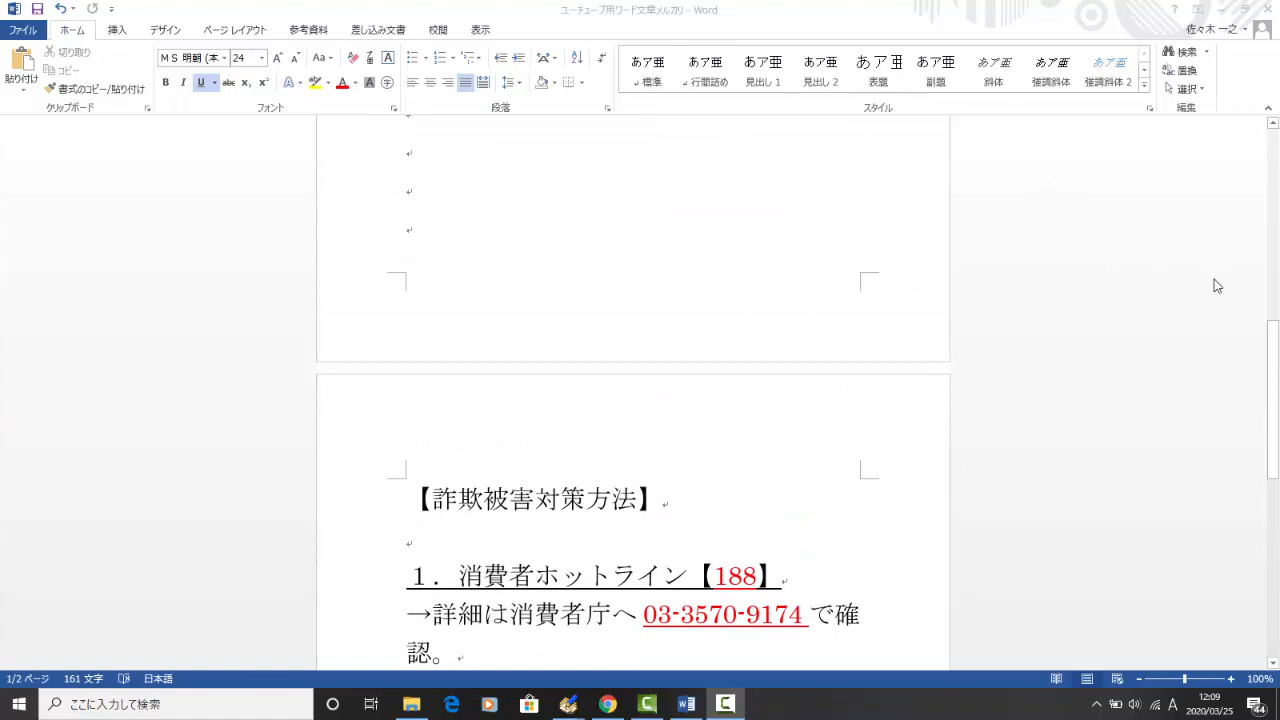 ユーチューブ用ワード文章メルカリ - Word
ファイル ホーム 挿入 デザイン ページ レイアウト 参考資料 差し込み文書 校閲 表示 佐々木 一之
貼り付け 切り取り コピー 書式のコピー/貼り付け
ＭＳ 明朝 (本 24
あア亜 標準 あア亜 行間詰め あア亜 見出し 1 あア亜 見出し 2 あア亜 表題 あア亜 副題 あア亜 斜体 あア亜 強調斜体 あア亜 強調斜体 2
検索 置換 選択
クリップボード フォント 段落 スタイル 編集
【詐欺被害対策方法】
１．消費者ホットライン【188】
→詳細は消費者庁へ 03-3570-9174 で確
認。
1/2 ページ 161 文字 日本語 100%
ここに入力して検索
A 12:09
2020/03/25
44